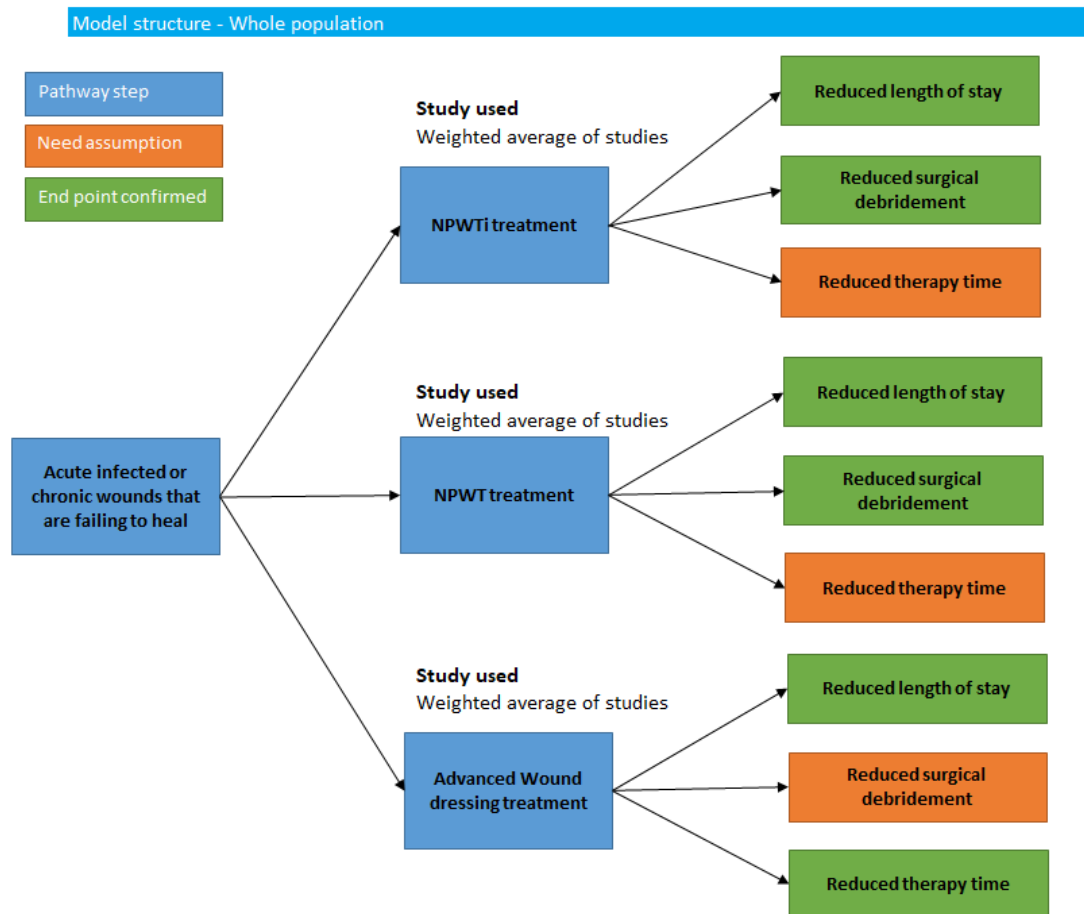 Model structure - Whole population
Pathway step
Need assumption
End point confirmed
Study used
Weighted average of studies
NPWTi treatment
Reduced length of stay
Reduced surgical
debridement
Reduced therapy time
Acute infected or
chronic wounds that
are failing to heal
Study used
Weighted average of studies
NPWT treatment
Reduced length of stay
Reduced surgical
debridement
Reduced therapy time
Study used
Weighted average of studies
Advanced Wound
dressing treatment
Reduced length of stay
Reduced surgical
debridement
Reduced therapy time